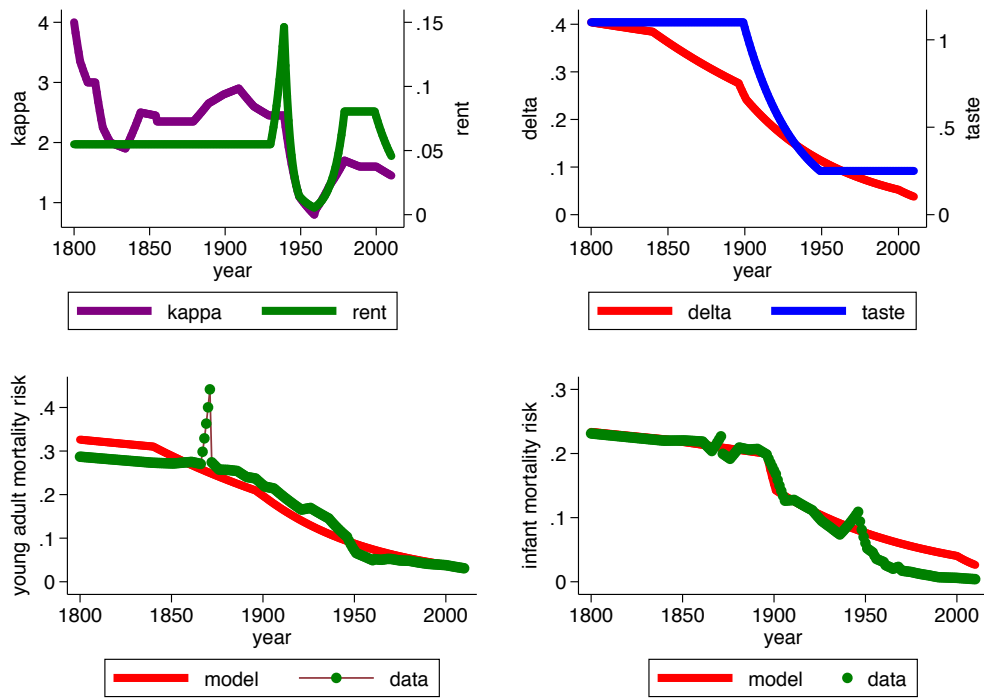 4
3
2
1
kappa
.15
.1
.05
0
rent
1800
1850
1900
1950
2000
year
kappa
rent
.4
.3
.2
.1
0
delta
1
.5
0
taste
1800
1850
1900
1950
2000
year
delta
taste
.4
.3
.2
.1
0
young adult mortality risk
1800
1850
1900
1950
2000
year
model
data
.3
.2
.1
0
infant mortality risk
1800
1850
1900
1950
2000
year
model
data